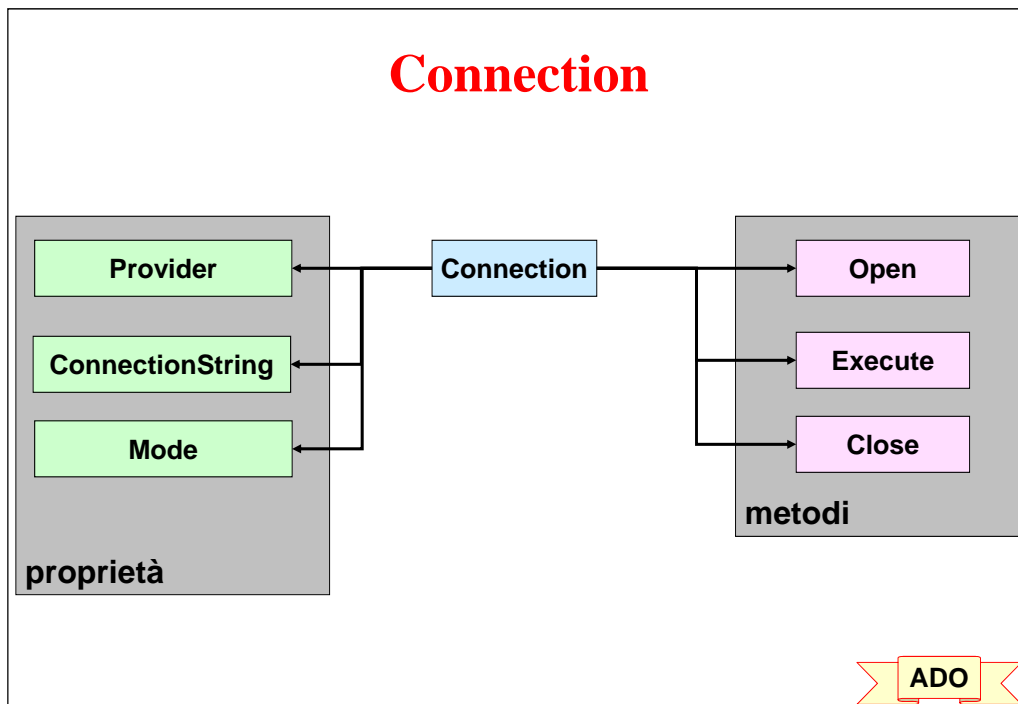 Connection
Provider
ConnectionString
Mode
proprietà
Connection
Open
Execute
Close
metodi
ADO